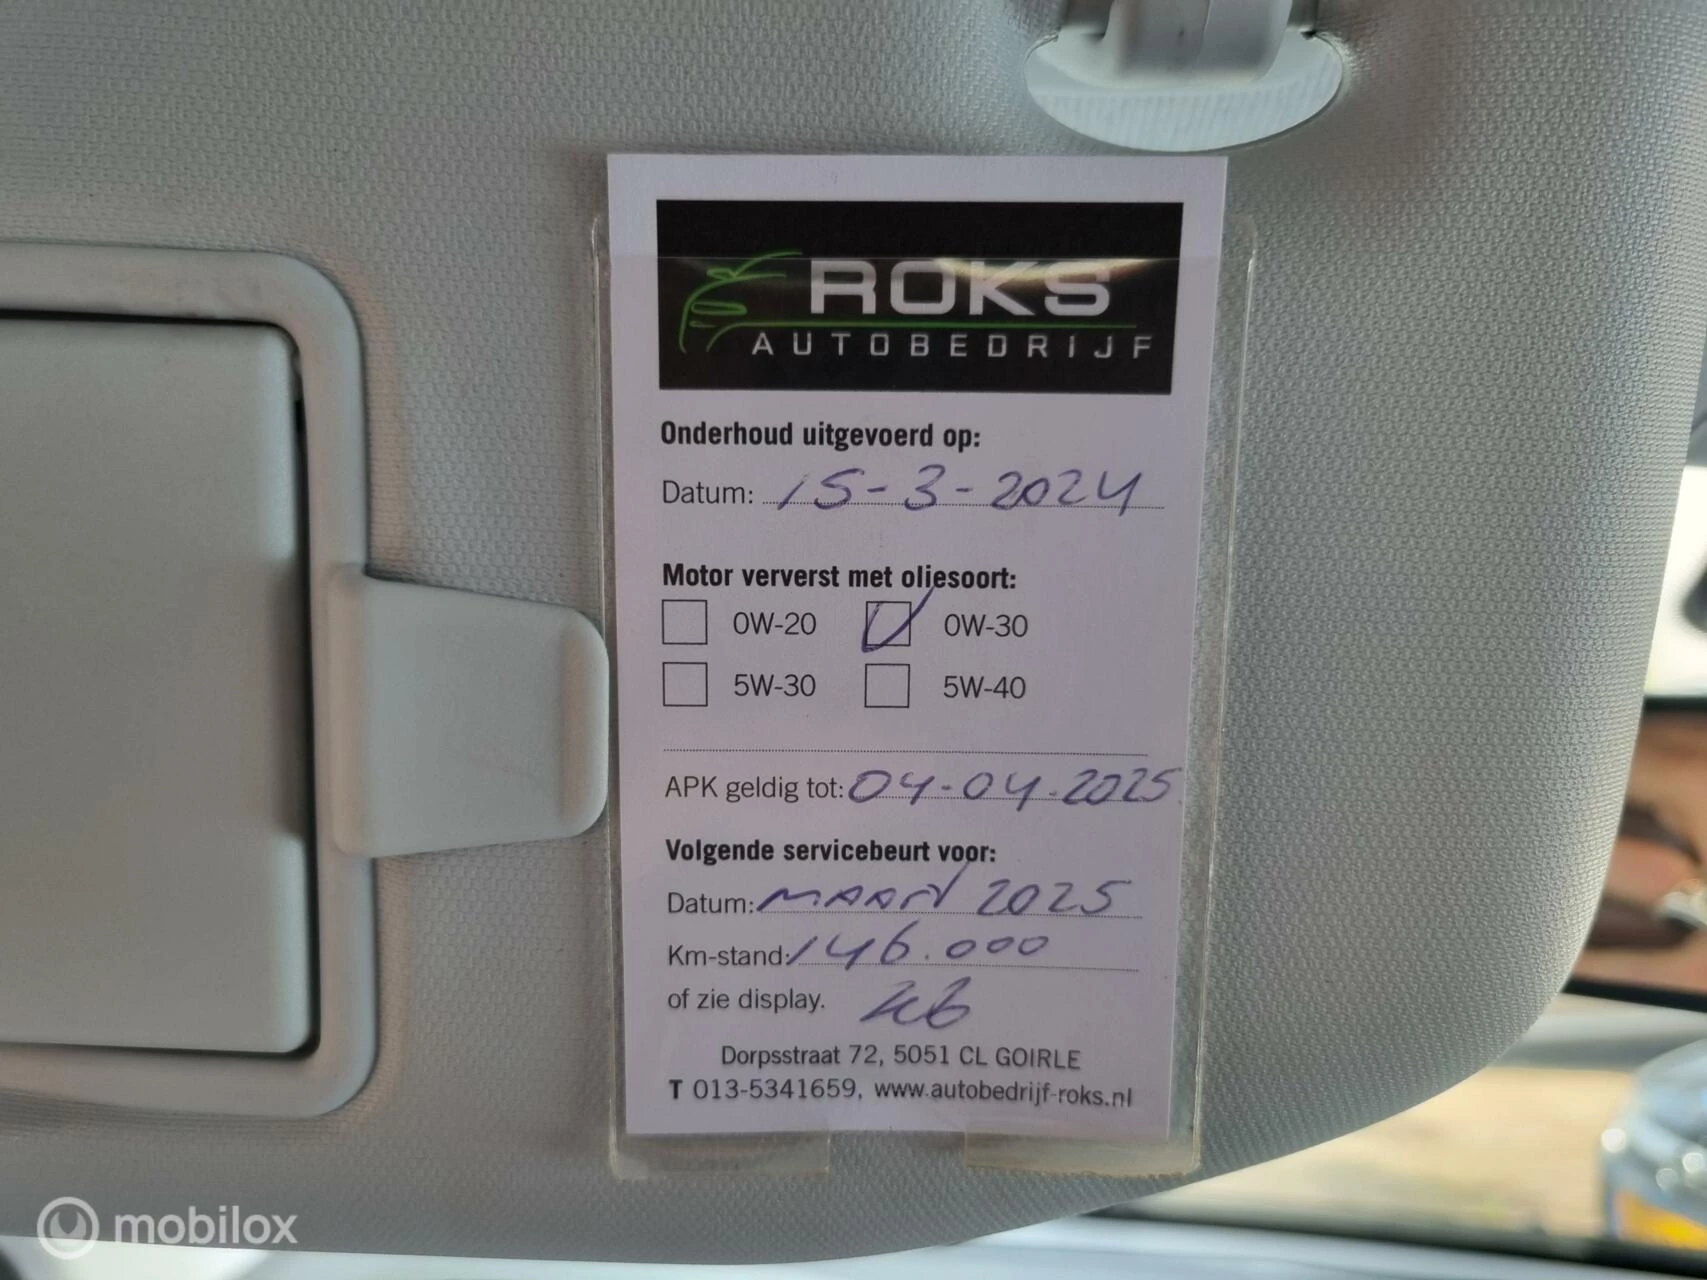 ROKS
AUTOBEDRIJF
Onderhoud uitgevoerd op:
Datum: 15-3-2024
Motor ververst met oliesoort:
0W-20 0W-30
5W-30 5W-40
APK geldig tot: 04-04-2025
Volgende servicebeurt voor:
Datum: MAART 2025
Km-stand: 146.000
of zie display.
Dorpsstraat 72, 5051 CL GOIRLE
T 013-5341659, www.autobedrijf-roks.nl
mobilox